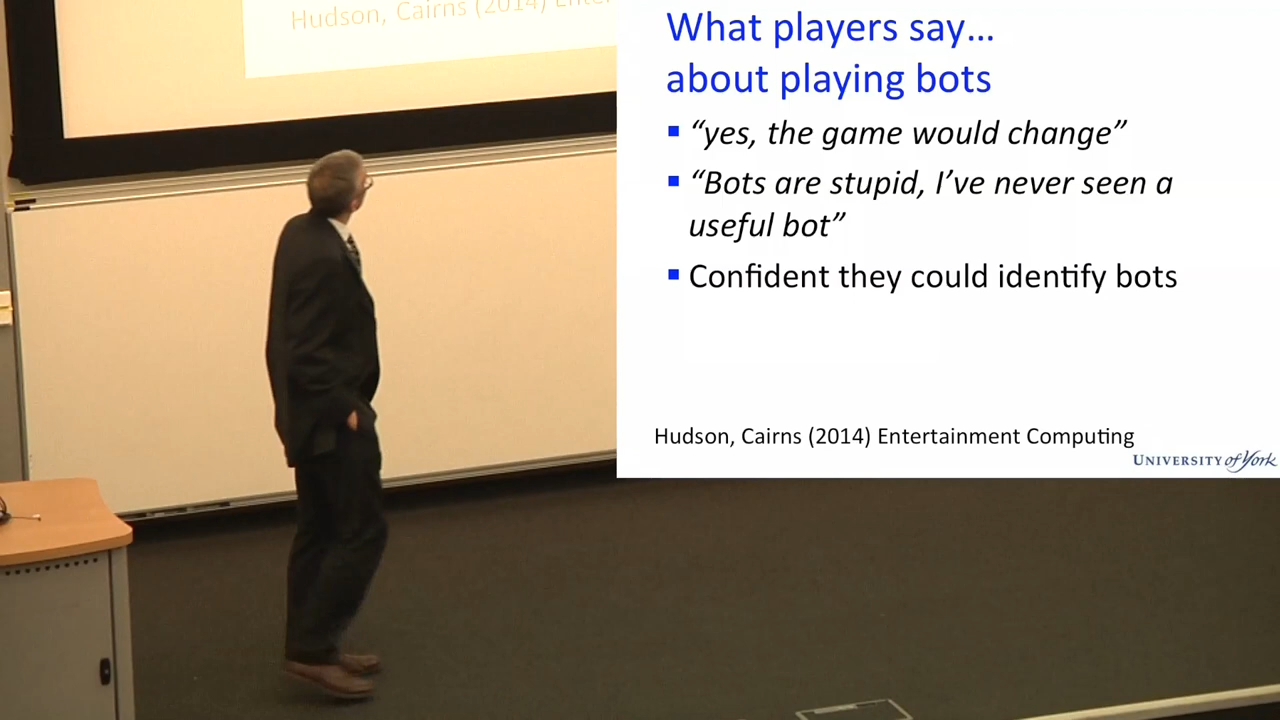 Hudson, Cairns (2014) Enter
What players say…
about playing bots
“yes, the game would change”
“Bots are stupid, I’ve never seen a
useful bot”
Confident they could identify bots
Hudson, Cairns (2014) Entertainment Computing
UNIVERSITY of York